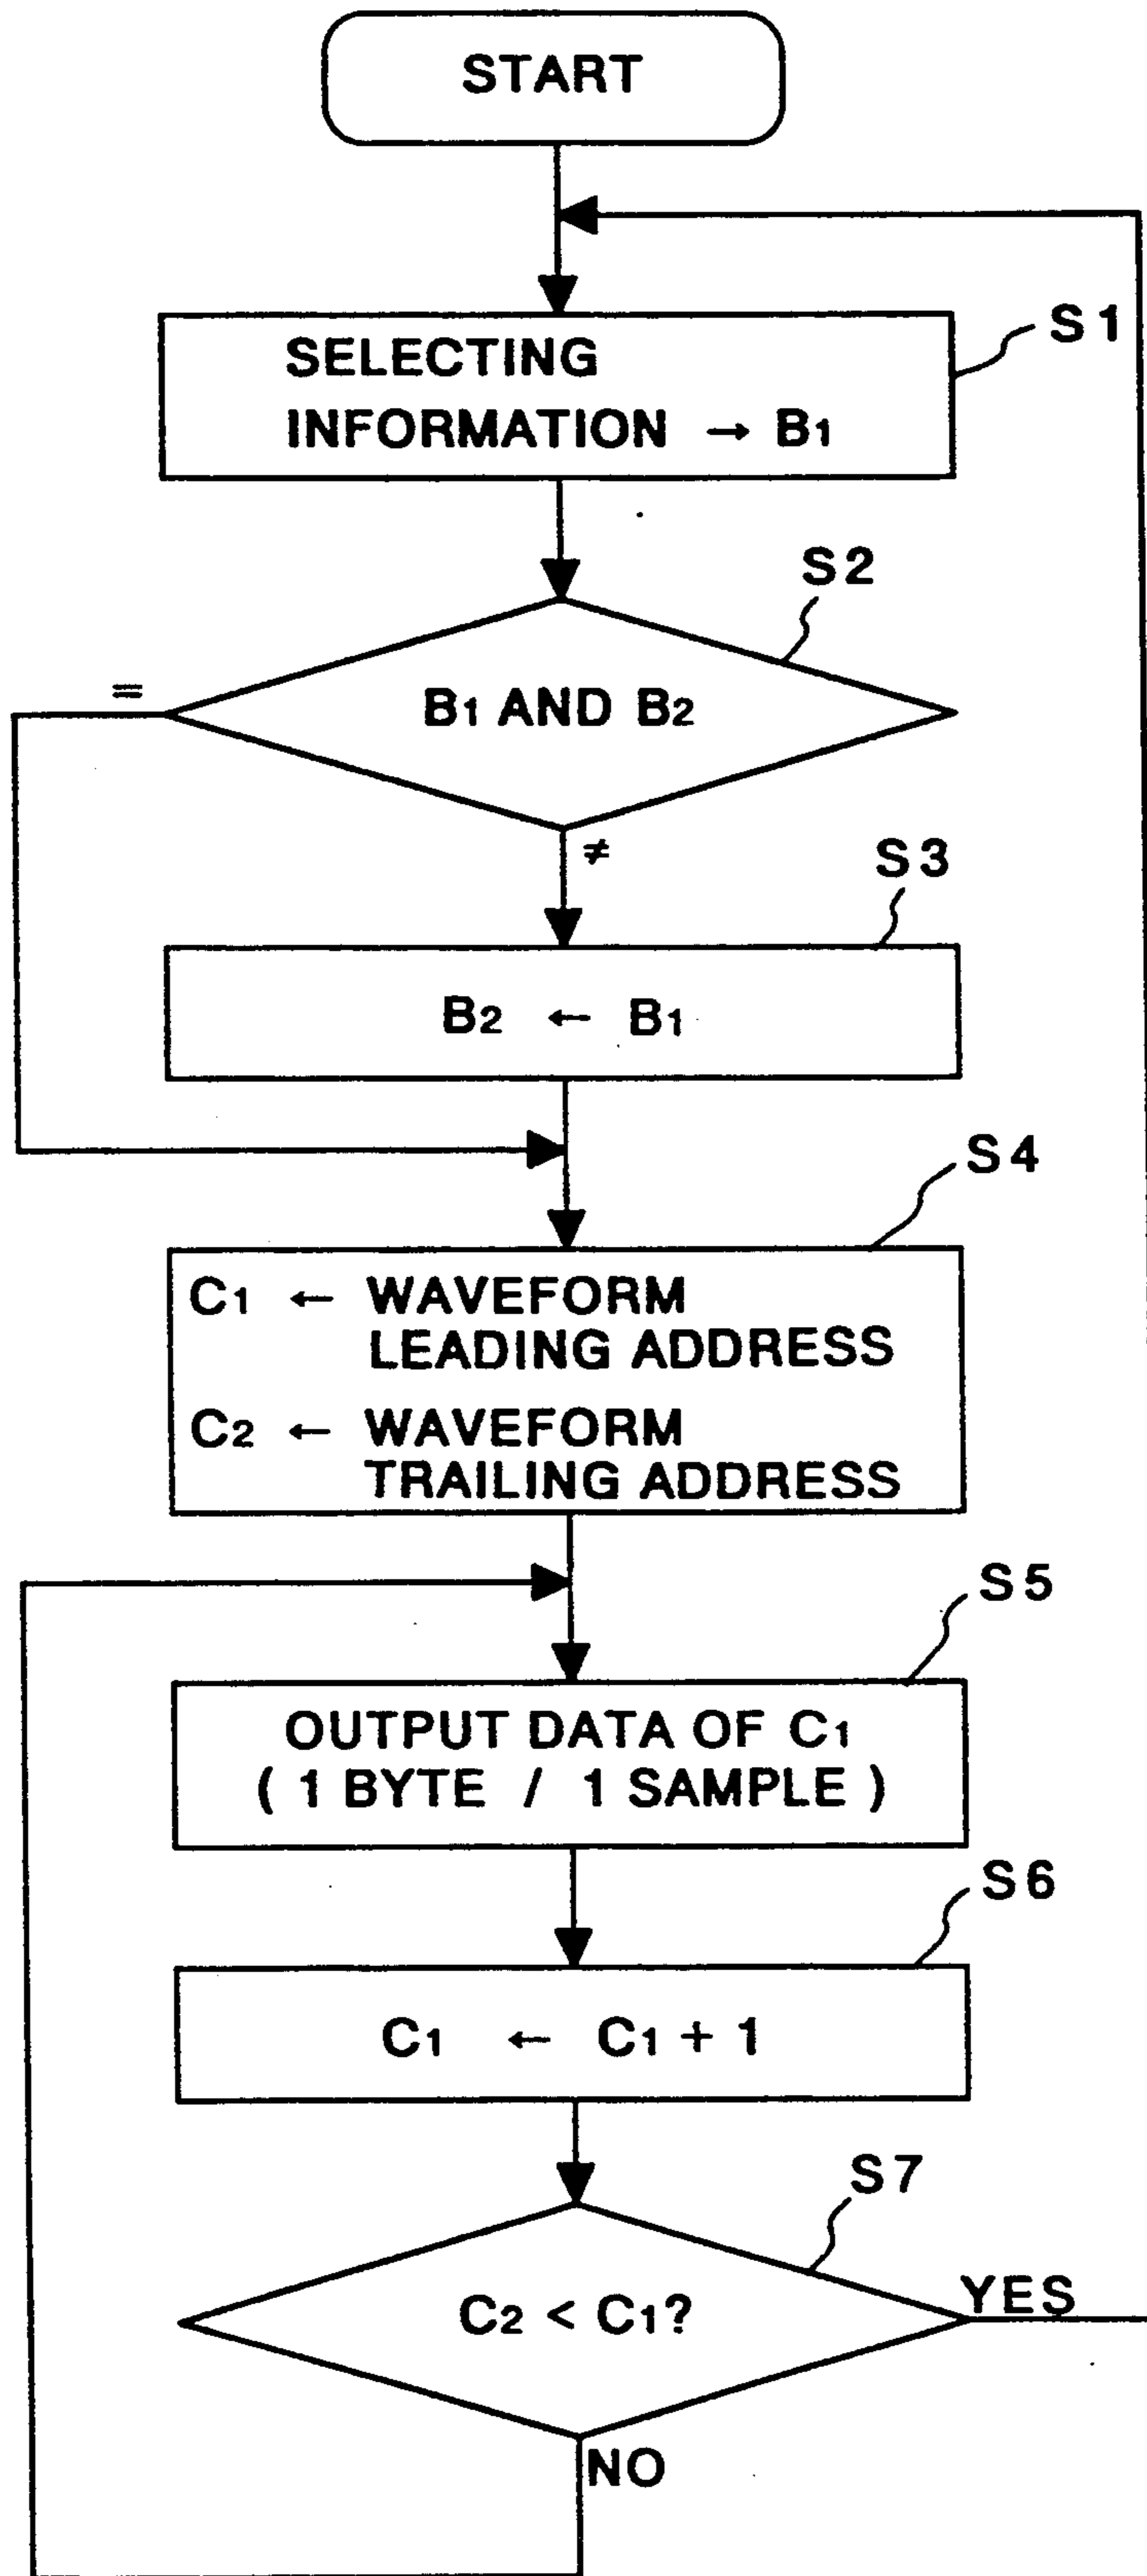 START
S1
SELECTING
INFORMATION → B1
S2
=
B1 AND B2
≠
S3
B2 ← B1
S4
C1 ← WAVEFORM
LEADING ADDRESS
C2 ← WAVEFORM
TRAILING ADDRESS
S5
OUTPUT DATA OF C1
( 1 BYTE / 1 SAMPLE )
S6
C1 ← C1 + 1
S7
C2 < C1?
YES
NO